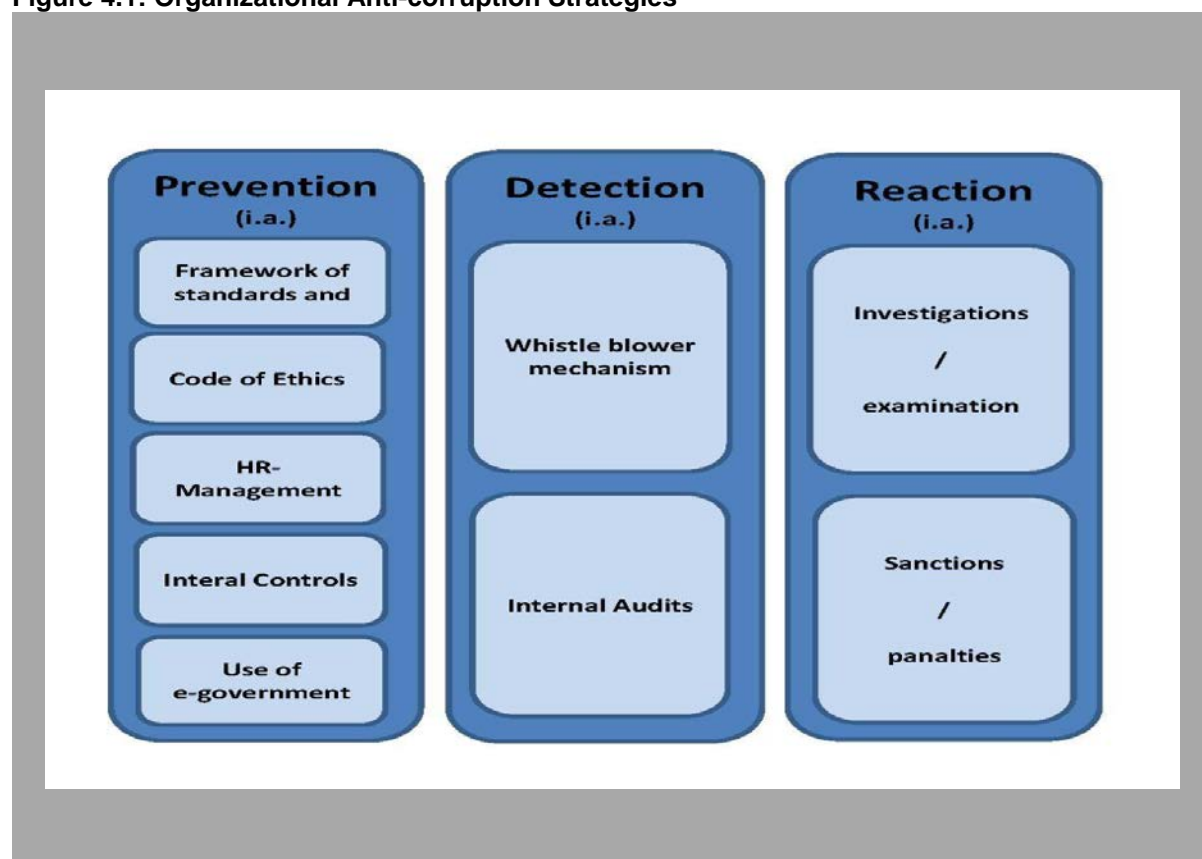 Figure 4.1: Organizational Anti-corruption Strategies
Prevention
(i.a.)
Framework of
standards and
Code of Ethics
HR-
Management
Interal Controls
Use of
e-government
Detection
(i.a.)
Whistle blower
mechanism
Internal Audits
Reaction
(i.a.)
Investigations
/
examination
Sanctions
/
panalties